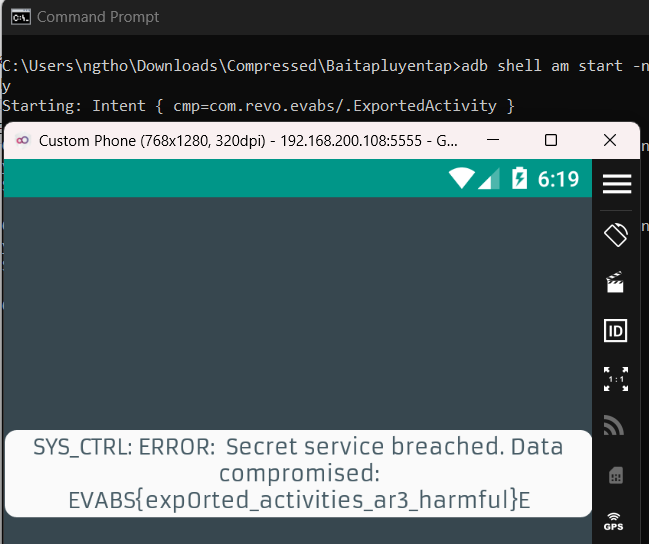 Command Prompt
C:\Users\ngtho\Downloads\Compressed\Baitapluyentap>adb shell am start -n
y
Starting: Intent { cmp=com.revo.evabs/.ExportedActivity }
Custom Phone (768x1280, 320dpi) - 192.168.200.108:5555 - G...
6:19
ID
1:1
SYS_CTRL: ERROR: Secret service breached. Data
compromised:
EVABS{exp0rted_activities_ar3_harmful}E
GPS